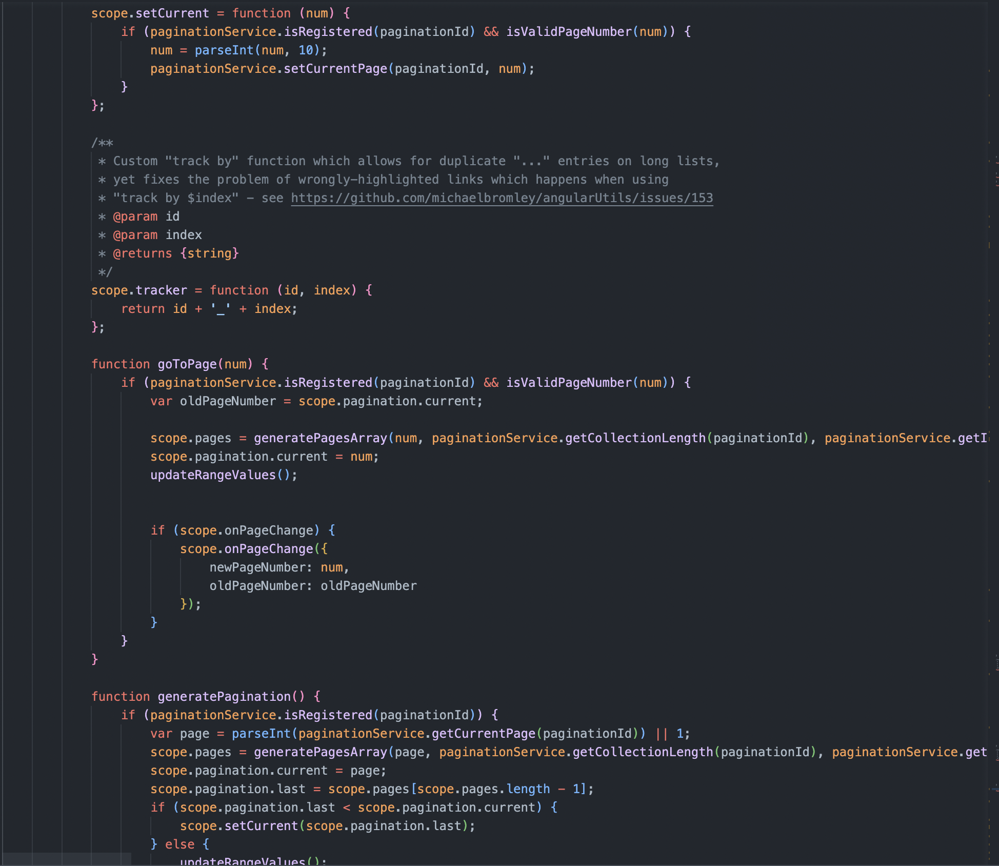 scope.setCurrent = function (num) {
if (paginationService.isRegistered(paginationId) && isValidPageNumber(num)) {
num = parseInt(num, 10);
paginationService.setCurrentPage(paginationId, num);
}
};
/**
* Custom "track by" function which allows for duplicate "..." entries on long lists,
* yet fixes the problem of wrongly-highlighted links which happens when using
* "track by $index" - see https://github.com/michaelbromley/angularUtils/issues/153
* @param id
* @param index
* @returns {string}
*/
scope.tracker = function (id, index) {
return id + '_' + index;
};
function goToPage(num) {
if (paginationService.isRegistered(paginationId) && isValidPageNumber(num)) {
var oldPageNumber = scope.pagination.current;
scope.pages = generatePagesArray(num, paginationService.getCollectionLength(paginationId), paginationService.getI
scope.pagination.current = num;
updateRangeValues();
if (scope.onPageChange) {
scope.onPageChange({
newPageNumber: num,
oldPageNumber: oldPageNumber
});
}
}
}
function generatePagination() {
if (paginationService.isRegistered(paginationId)) {
var page = parseInt(paginationService.getCurrentPage(paginationId)) || 1;
scope.pages = generatePagesArray(page, paginationService.getCollectionLength(paginationId), paginationService.get
scope.pagination.current = page;
scope.pagination.last = scope.pages[scope.pages.length - 1];
if (scope.pagination.last < scope.pagination.current) {
scope.setCurrent(scope.pagination.last);
} else {
updateRangeValues();